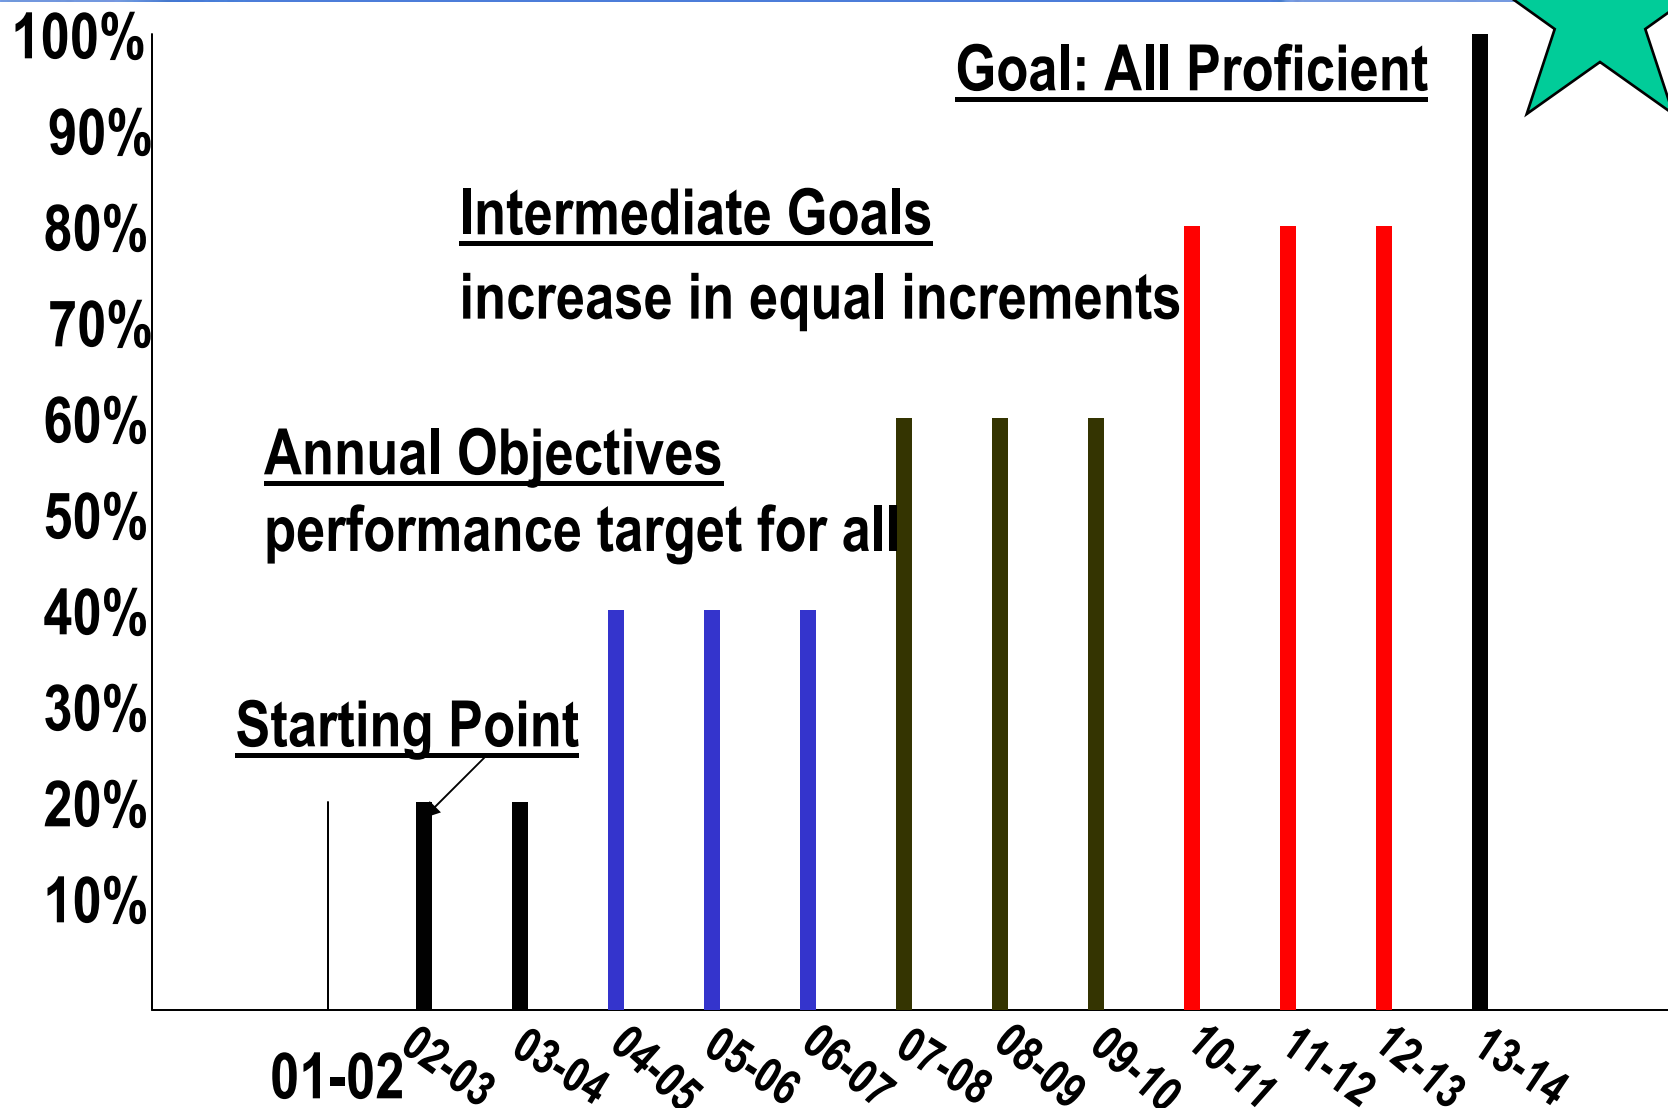 100%
Goal: All Proficient
90%
Intermediate Goals
80%
increase in equal increments
70%
60%
Annual Objectives
50%
performance target for all
40%
30%
Starting Point
20%
10%
01-02 02-03 03-04 04-05 05-06 06-07 07-08 08-09 09-10 10-11 11-12 12-13 13-14